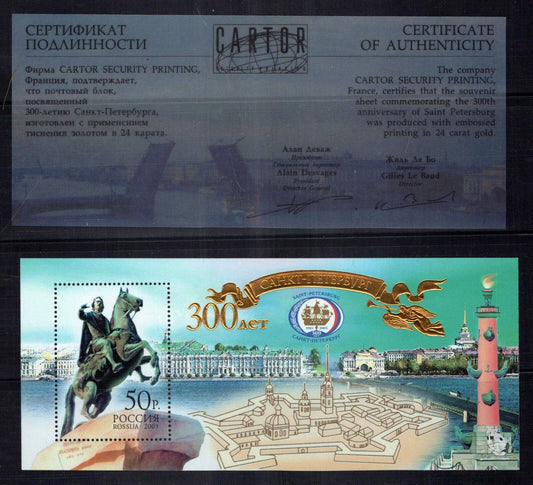 СЕРТИФИКАТ
ПОДЛИННОСТИ
Фирма CARTOR SECURITY PRINTING,
Франция, подтверждает,
что почтовый блок,
посвященный
300-летию Санкт-Петербурга,
изготовлен с применением
тиснения золотом в 24 карата.
CARTOR
CERTIFICATE
OF AUTHENTICITY
The company
CARTOR SECURITY PRINTING,
France, certifies that the souvenir
sheet commemorating the 300th
anniversary of Saint Petersburg
was produced with embossed
printing in 24 carat gold.
Алан Деваж
Президент
Генеральный директор
Alain Desvages
President
Director General
Жиль Ле Бо
Директор
Gilles Le Baud
Director
САНКТ-ПЕТЕРБУРГ
300 ЛЕТ
SAINT-PETERSBURG
300
САНКТ-ПЕТЕРБУРГ
50 Р.
РОССИЯ
ROSSIJA 2003